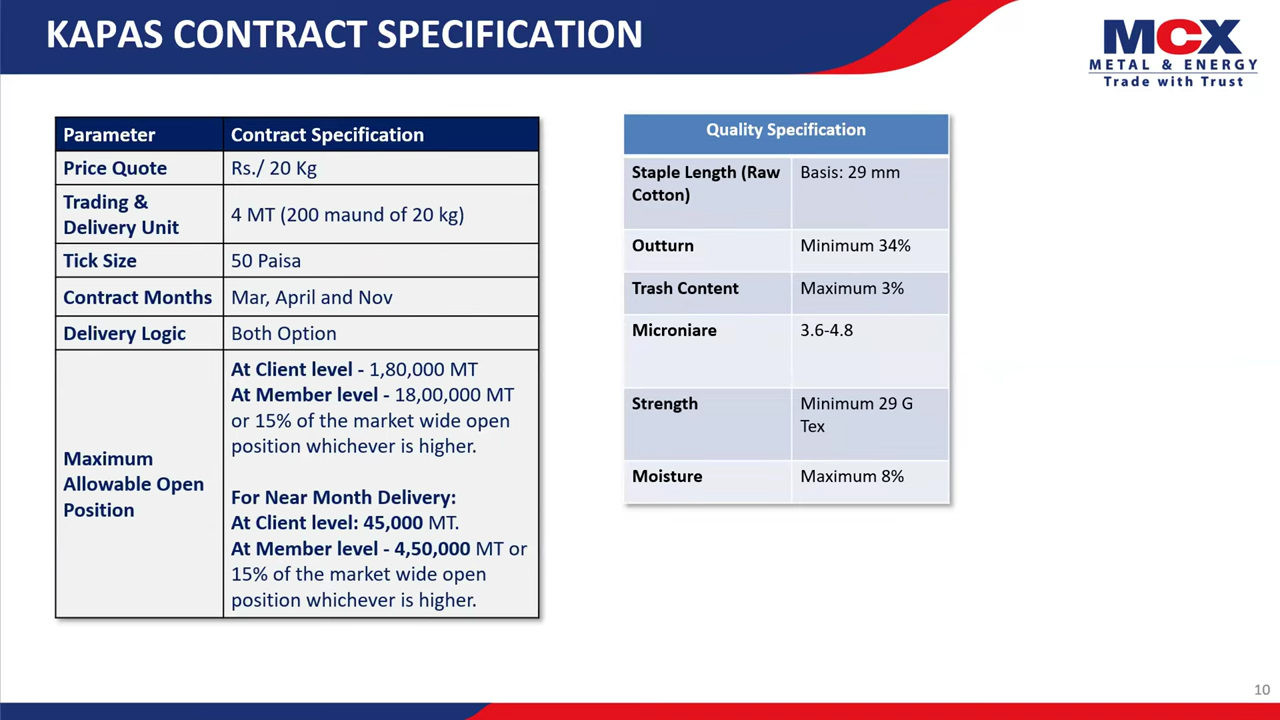 KAPAS CONTRACT SPECIFICATION
MCX
METAL & ENERGY
Trade with Trust
Parameter Contract Specification
Price Quote Rs./ 20 Kg
Trading &
Delivery Unit
4 MT (200 maund of 20 kg)
Tick Size 50 Paisa
Contract Months Mar, April and Nov
Delivery Logic Both Option
Maximum
Allowable Open
Position
At Client level - 1,80,000 MT
At Member level - 18,00,000 MT
or 15% of the market wide open
position whichever is higher.
For Near Month Delivery:
At Client level: 45,000 MT.
At Member level - 4,50,000 MT or
15% of the market wide open
position whichever is higher.
Quality Specification
Staple Length (Raw
Cotton)
Basis: 29 mm
Outturn Minimum 34%
Trash Content Maximum 3%
Microniare 3.6-4.8
Strength Minimum 29 G
Tex
Moisture Maximum 8%
10